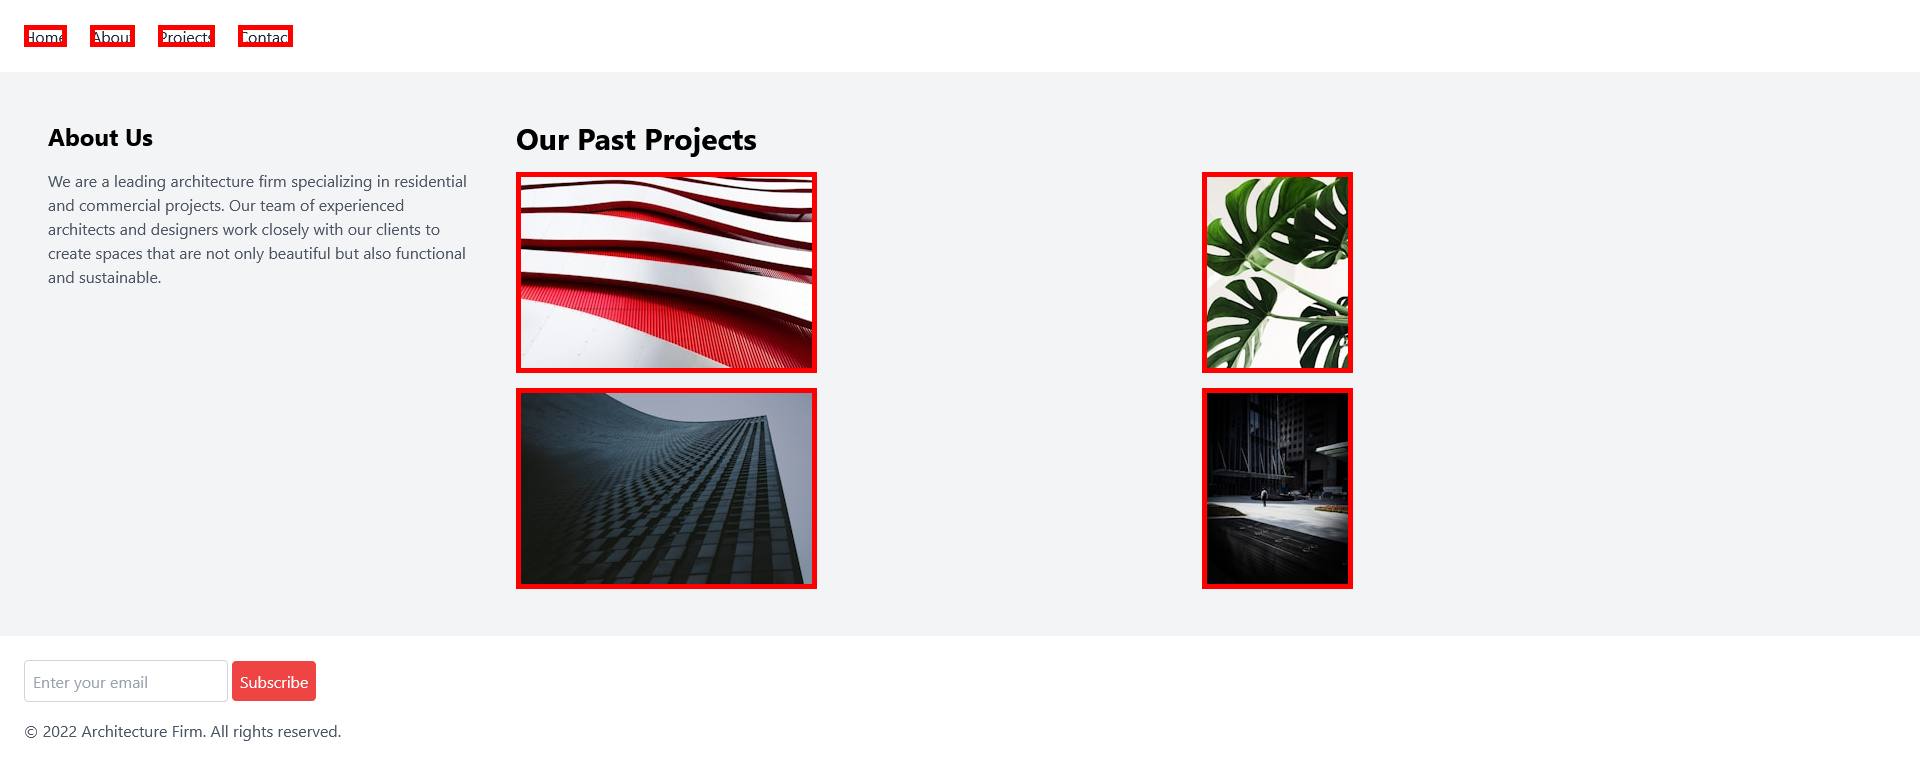 Home About Projects Contact
About Us
We are a leading architecture firm specializing in residential
and commercial projects. Our team of experienced
architects and designers work closely with our clients to
create spaces that are not only beautiful but also functional
and sustainable.
Our Past Projects
Enter your email Subscribe
© 2022 Architecture Firm. All rights reserved.